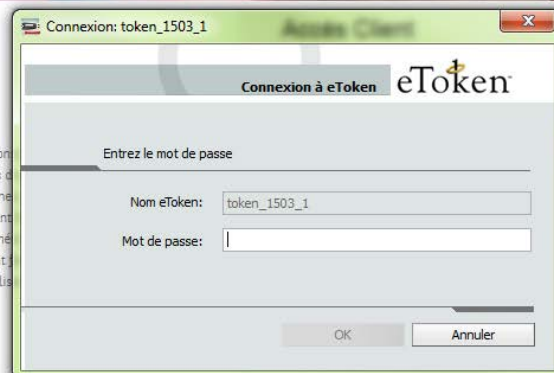 Connexion: token_1503_1
Accès Client
Connexion à eToken
eToken
Entrez le mot de passe
Nom eToken: token_1503_1
Mot de passe:
OK
Annuler